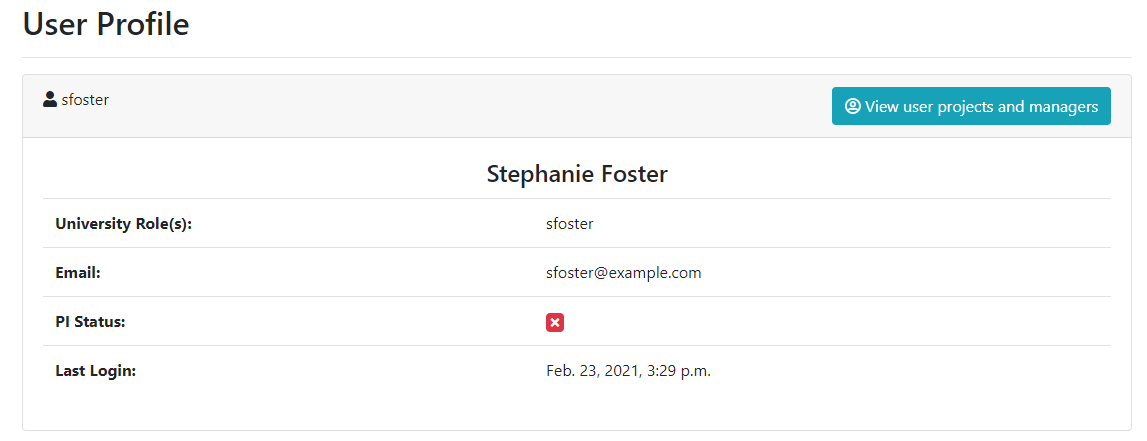 User Profile
sfoster
View user projects and managers
Stephanie Foster
University Role(s): sfoster
Email: sfoster@example.com
PI Status:
Last Login: Feb. 23, 2021, 3:29 p.m.